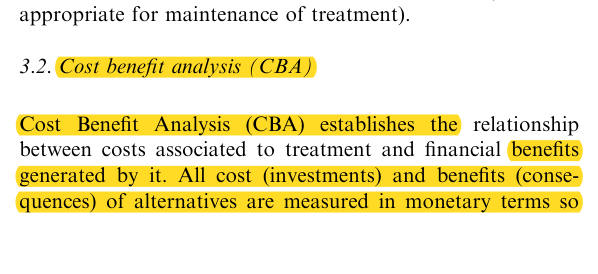 appropriate for maintenance of treatment).
3.2. Cost benefit analysis (CBA)
Cost Benefit Analysis (CBA) establishes the relationship
between costs associated to treatment and financial benefits
generated by it. All cost (investments) and benefits (conse-
quences) of alternatives are measured in monetary terms so